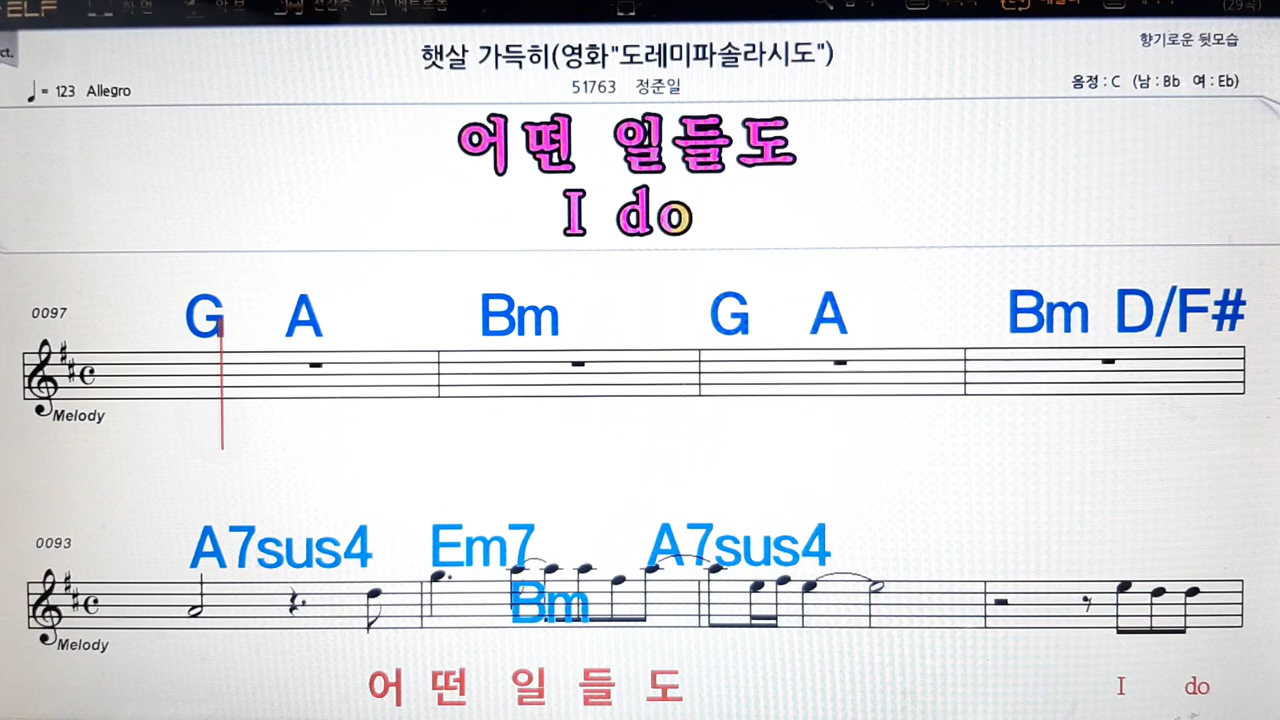 ELF
ct.
햇살 가득히(영화"도레미파솔라시도")
향기로운 뒷모습
♩ = 123 Allegro
51763 정준일
음정 : C (남 : Bb 여 : Eb)
어떤 일들도
I do
0097
G A Bm G A Bm D/F#
Melody
0093
A7sus4 Em7 A7sus4
Bm
Melody
어 떤 일 들 도 I do